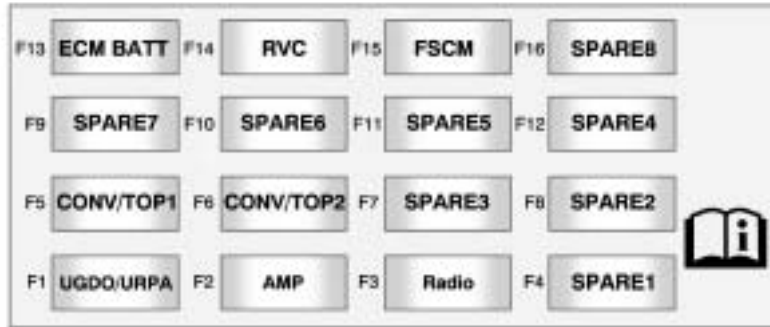 F13 ECM BATT F14 RVC F15 FSCM F16 SPARE8
F9 SPARE7 F10 SPARE6 F11 SPARE5 F12 SPARE4
F5 CONV/TOP1 F6 CONV/TOP2 F7 SPARE3 F8 SPARE2
i
F1 UGDO/URPA F2 AMP F3 Radio F4 SPARE1